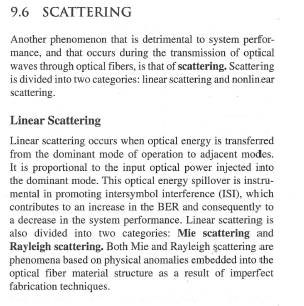 9.6 SCATTERING
Another phenomenon that is detrimental to system perfor-
mance, and that occurs during the transmission of optical
waves through optical fibers, is that of scattering. Scattering
is divided into two categories: linear scattering and nonlinear
scattering.
Linear Scattering
Linear scattering occurs when optical energy is transferred
from the dominant mode of operation to adjacent modes.
It is proportional to the input optical power injected into
the dominant mode. This optical energy spillover is instru-
mental in promoting intersymbol interference (ISI), which
contributes to an increase in the BER and consequently to
a decrease in the system performance. Linear scattering is
also divided into two categories: Mie scattering and
Rayleigh scattering. Both Mie and Rayleigh scattering are
phenomena based on physical anomalies embedded into the
optical fiber material structure as a result of imperfect
fabrication techniques.